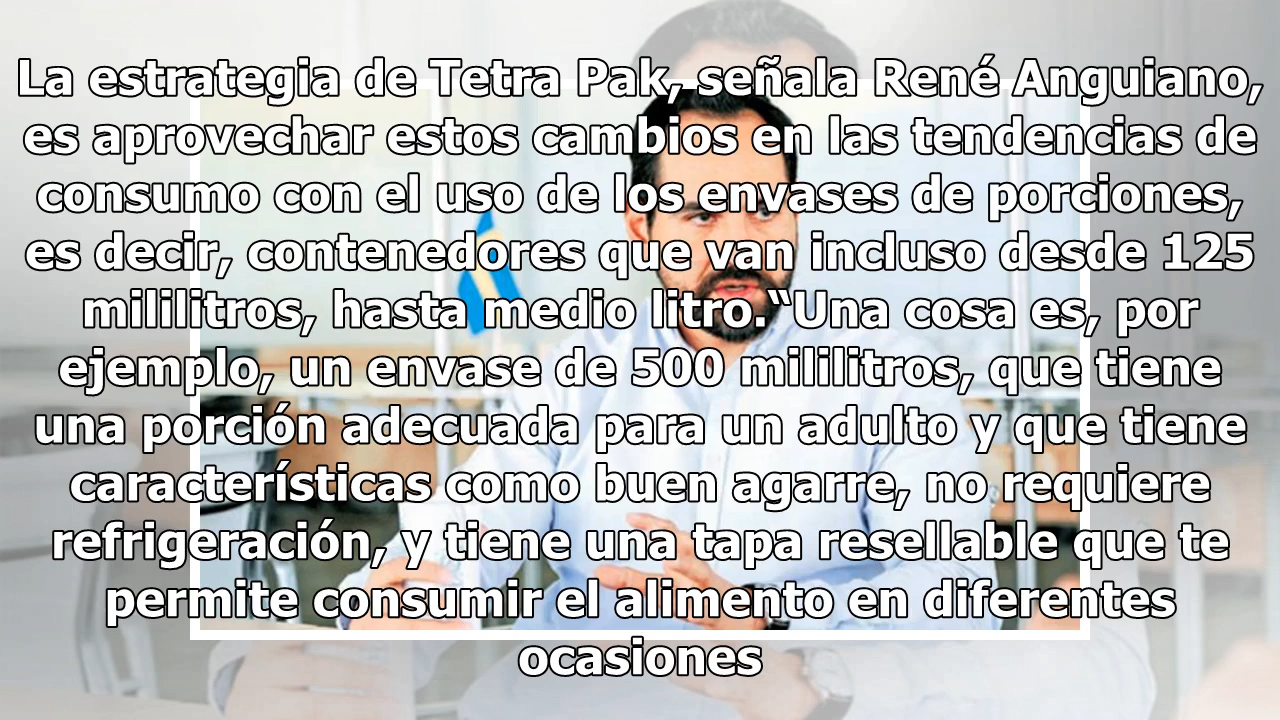 La estrategia de Tetra Pak, señala René Anguiano,
es aprovechar estos cambios en las tendencias de
consumo con el uso de los envases de porciones,
es decir, contenedores que van incluso desde 125
mililitros, hasta medio litro.“Una cosa es, por
ejemplo, un envase de 500 mililitros, que tiene
una porción adecuada para un adulto y que tiene
características como buen agarre, no requiere
refrigeración, y tiene una tapa resellable que te
permite consumir el alimento en diferentes
ocasiones